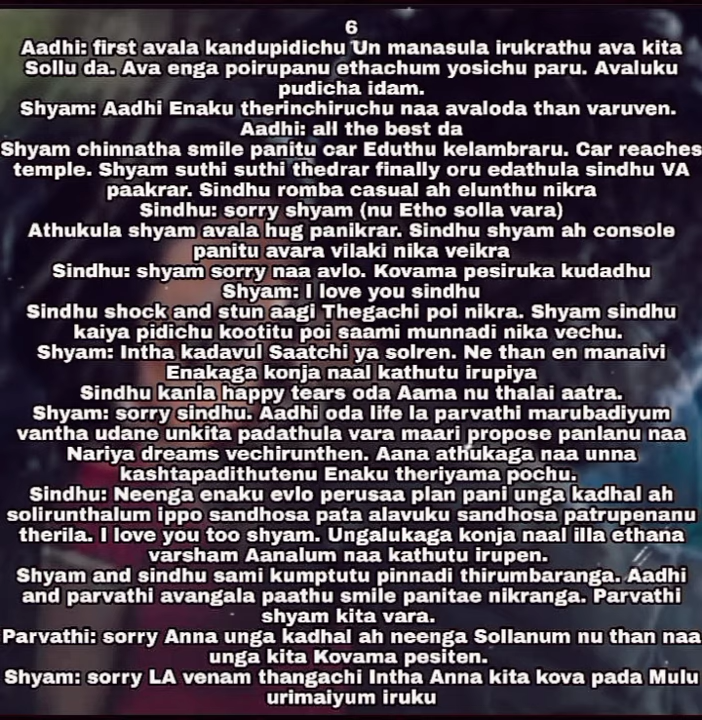 6
Aadhi: first avala kandupidichu Un manasula irukrathu ava kita
Sollu da. Ava enga poirupanu ethachum yosichu paru. Avaluku
pudicha idam.
Shyam: Aadhi Enaku therinchiruchu naa avaloda than varuven.
Aadhi: all the best da
Shyam chinnatha smile panitu car Eduthu kelambraru. Car reaches
temple. Shyam suthi suthi thedrar finally oru edathula sindhu VA
paakrar. Sindhu romba casual ah elunthu nikra
Sindhu: sorry shyam (nu Etho solla vara)
Athukula shyam avala hug panikrar. Sindhu shyam ah console
panitu avara vilaki nika veikra
Sindhu: shyam sorry naa avlo. Kovama pesiruka kudadhu
Shyam: I love you sindhu
Sindhu shock and stun aagi Thegachi poi nikra. Shyam sindhu
kaiya pidichu kootitu poi saami munnadi nika vechu.
Shyam: Intha kadavul Saatchi ya solren. Ne than en manaivi
Enakaga konja naal kathutu irupiya
Sindhu kanla happy tears oda Aama nu thalai aatra.
Shyam: sorry sindhu. Aadhi oda life la parvathi marubadiyum
vantha udane unkita padathula vara maari propose panlanu naa
Nariya dreams vechirunthen. Aana athukaga naa unna
kashtapadithutenu Enaku theriyama pochu.
Sindhu: Neenga enaku evlo perusaa plan pani unga kadhal ah
solirunthalum ippo sandhosa pata alavuku sandhosa patrupenanu
therila. I love you too shyam. Ungalukaga konja naal illa ethana
varsham Aanalum naa kathutu irupen.
Shyam and sindhu sami kumptutu pinnadi thirumbaranga. Aadhi
and parvathi avangala paathu smile panitae nikranga. Parvathi
shyam kita vara.
Parvathi: sorry Anna unga kadhal ah neenga Sollanum nu than naa
unga kita Kovama pesiten.
Shyam: sorry LA venam thangachi Intha Anna kita kova pada Mulu
urimaiyum iruku